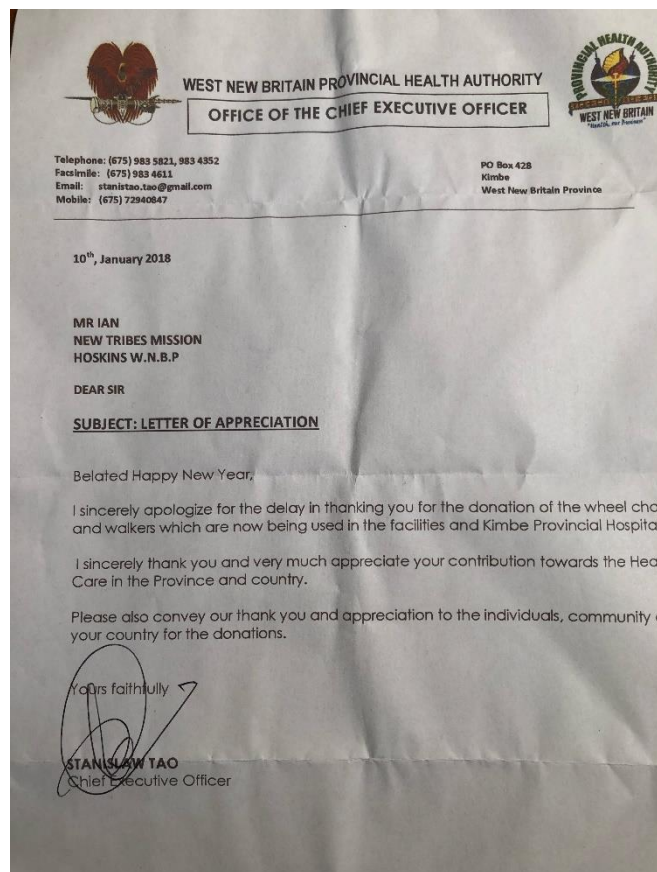 WEST NEW BRITAIN PROVINCIAL HEALTH AUTHORITY
OFFICE OF THE CHIEF EXECUTIVE OFFICER
PROVINCIAL HEALTH AUTHORITY
WEST NEW BRITAIN
Telephone: (675) 983 5821, 983 4352
Facsimile: (675) 983 4611
Email: stanistao.tao@gmail.com
Mobile: (675) 72940847
PO Box 428
Kimbe
West New Britain Province
10th, January 2018
MR IAN
NEW TRIBES MISSION
HOSKINS W.N.B.P
DEAR SIR
SUBJECT: LETTER OF APPRECIATION
Belated Happy New Year,
I sincerely apologize for the delay in thanking you for the donation of the wheel cha
and walkers which are now being used in the facilities and Kimbe Provincial Hospita
I sincerely thank you and very much appreciate your contribution towards the Hea
Care in the Province and country.
Please also convey our thank you and appreciation to the individuals, community
your country for the donations.
Yours faithfully
STANISLAW TAO
Chief Executive Officer